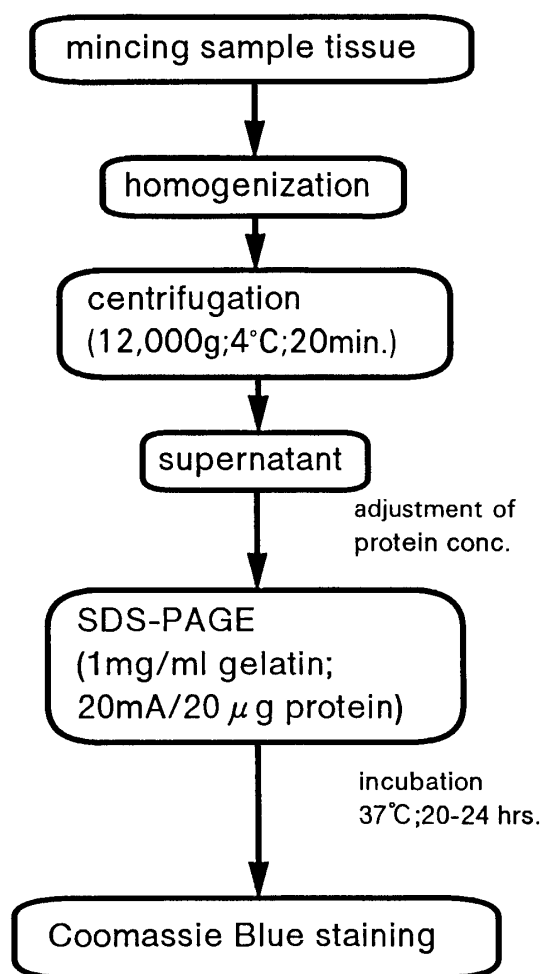 mincing sample tissue
homogenization
centrifugation
(12,000g;4°C;20min.)
supernatant
adjustment of
protein conc.
SDS-PAGE
(1mg/ml gelatin;
20mA/20 μg protein)
incubation
37℃;20-24 hrs.
Coomassie Blue staining